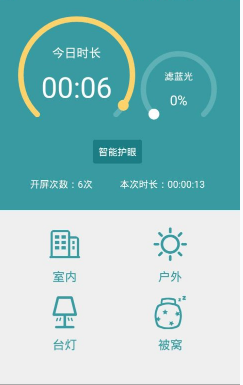 今日时长
00:06
滤蓝光
0%
智能护眼
开屏次数：6次 本次时长：00:00:13
室内 户外
台灯 被窝